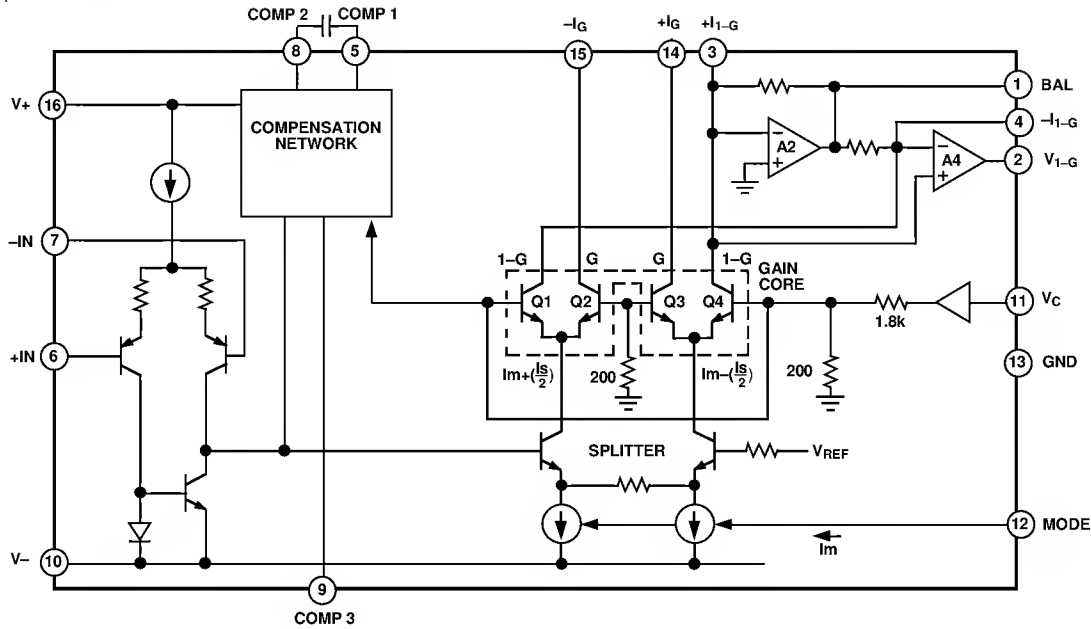 COMP 2
COMP 1
–IG
+IG
+I1–G
8
5
15
14
3
V+
16
COMPENSATION
NETWORK
1
BAL
4
–I1–G
A2
A4
2
V1–G
–
+
–
+
–IN
7
1–G
G
G
1–G
GAIN
CORE
Q1
Q2
Q3
Q4
1.8k
11
VC
+IN
6
Im+(Is/2)
200
Im–(Is/2)
200
13
GND
SPLITTER
VREF
12
MODE
Im
V–
10
9
COMP 3